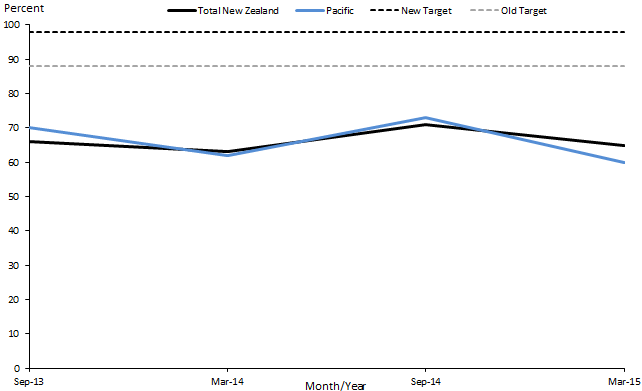 Percent
Total New Zealand Pacific New Target Old Target
100
90
80
70
60
50
40
30
20
10
0
Sep-13 Mar-14 Sep-14 Mar-15
Month/Year